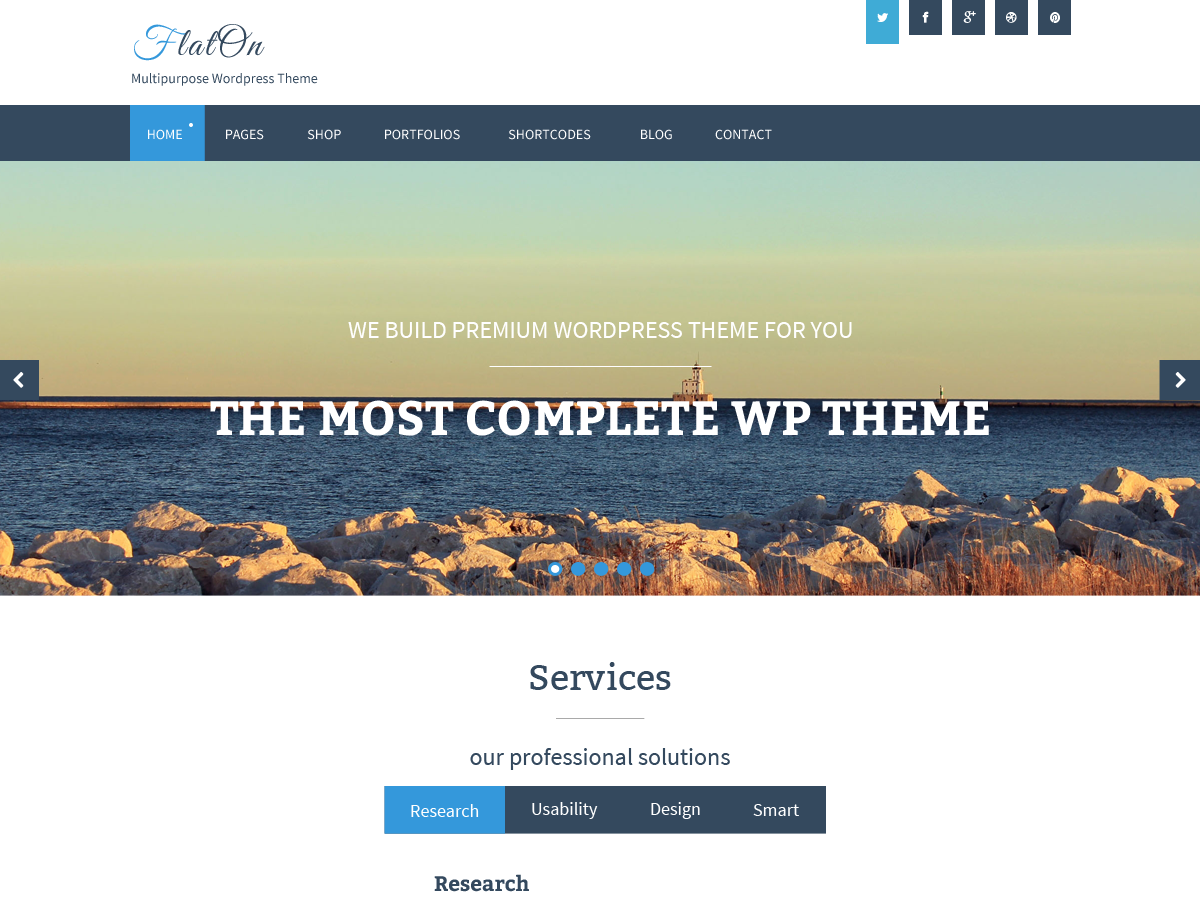 FlatOn
Multipurpose Wordpress Theme
HOME PAGES SHOP PORTFOLIOS SHORTCODES BLOG CONTACT
WE BUILD PREMIUM WORDPRESS THEME FOR YOU
THE MOST COMPLETE WP THEME
Services
our professional solutions
Research Usability Design Smart
Research